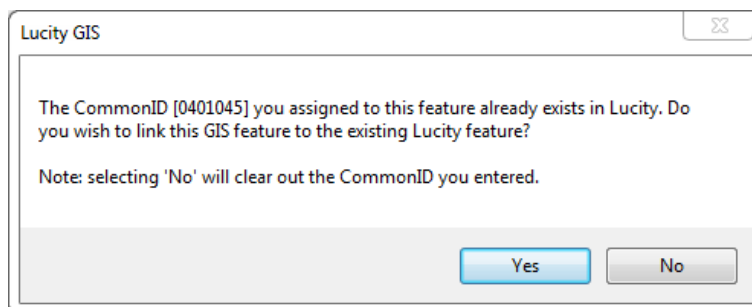 Lucity GIS
The CommonID [0401045] you assigned to this feature already exists in Lucity. Do
you wish to link this GIS feature to the existing Lucity feature?
Note: selecting 'No' will clear out the CommonID you entered.
Yes
No